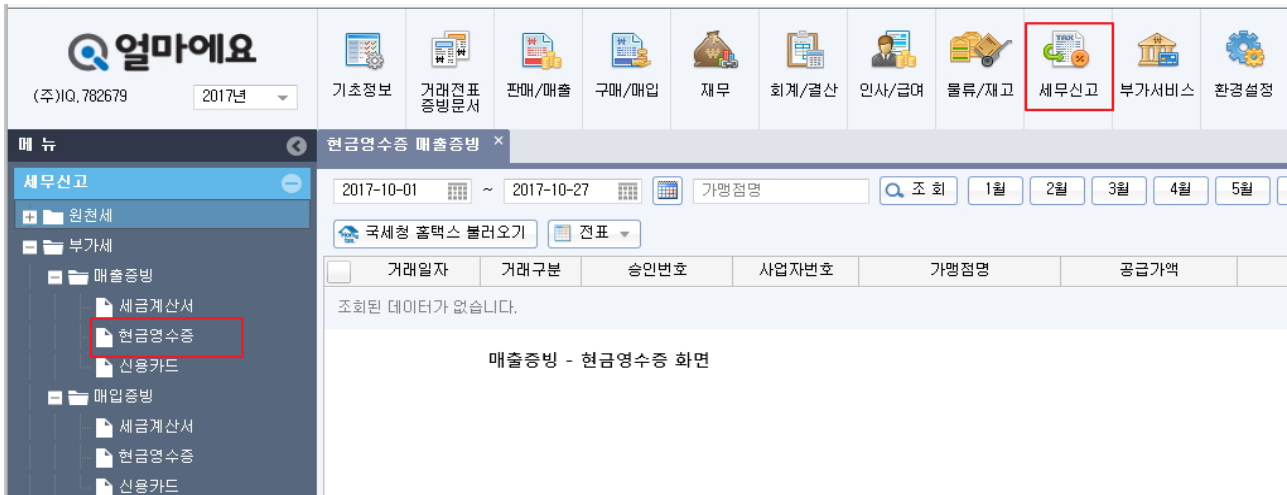 얼마에요
(주)IQ, 782679
2017년
기초정보
거래전표
증빙문서
판매/매출
구매/매입
재무
회계/결산
인사/급여
물류/재고
세무신고
부가서비스
환경설정
메 뉴
현금영수증 매출증빙 ×
세무신고
원천세
부가세
매출증빙
세금계산서
현금영수증
신용카드
매입증빙
세금계산서
현금영수증
신용카드
2017-10-01 ~ 2017-10-27 가맹점명 조 회 1월 2월 3월 4월 5월
국세청 홈택스 불러오기 전표
거래일자 거래구분 승인번호 사업자번호 가맹점명 공급가액
조회된 데이터가 없습니다.
매출증빙 - 현금영수증 화면